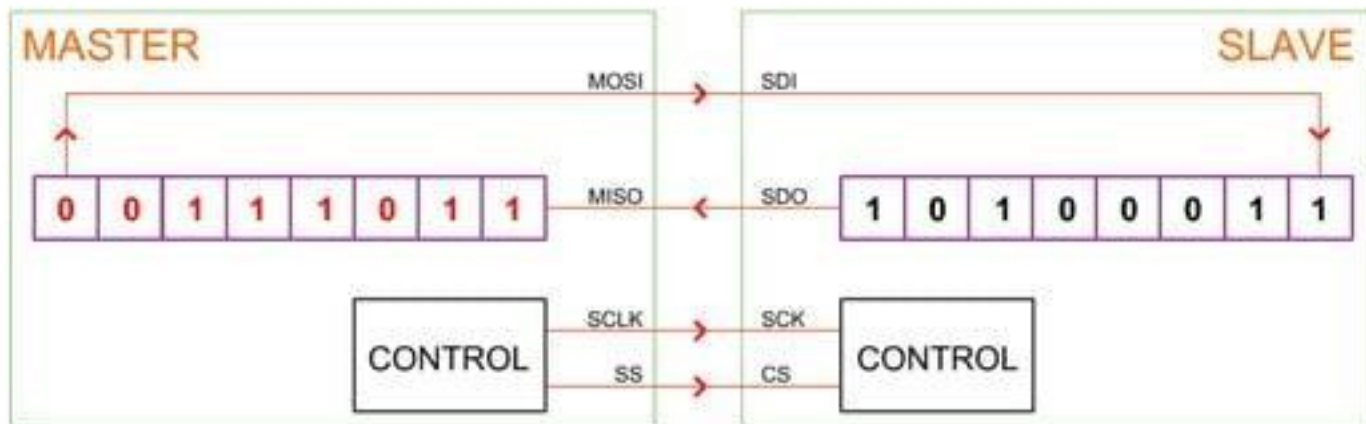 MASTER SLAVE
MOSI SDI
0 0 1 1 1 0 1 1 MISO SDO 1 0 1 0 0 0 1 1
SCLK SCK
CONTROL CONTROL
SS CS